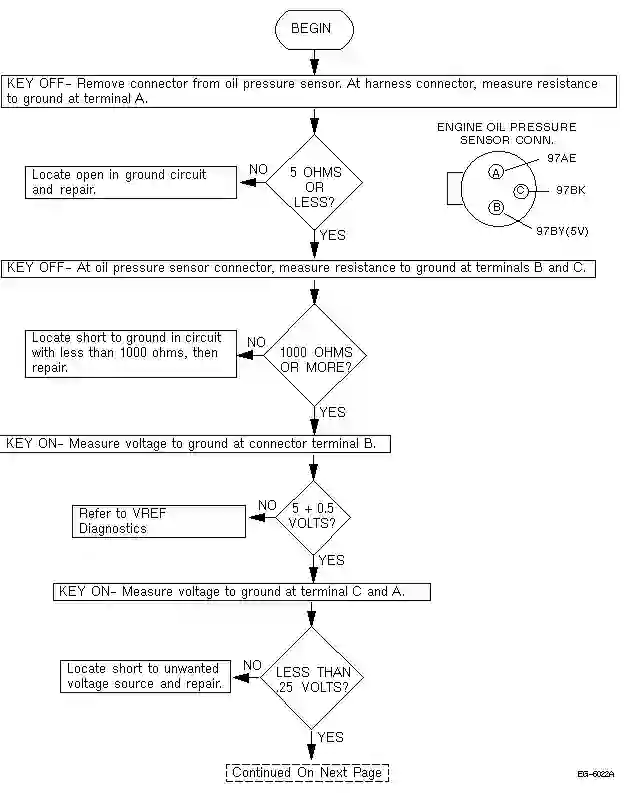 BEGIN
KEY OFF- Remove connector from oil pressure sensor. At harness connector, measure resistance
to ground at terminal A.
ENGINE OIL PRESSURE
SENSOR CONN.
A
97AE
C
97BK
B
97BY(5V)
5 OHMS
OR
LESS?
NO
Locate open in ground circuit
and repair.
YES
KEY OFF- At oil pressure sensor connector, measure resistance to ground at terminals B and C.
1000 OHMS
OR MORE?
NO
Locate short to ground in circuit
with less than 1000 ohms, then
repair.
YES
KEY ON- Measure voltage to ground at connector terminal B.
5 + 0.5
VOLTS?
NO
Refer to VREF
Diagnostics
YES
KEY ON- Measure voltage to ground at terminal C and A.
LESS THAN
.25 VOLTS?
NO
Locate short to unwanted
voltage source and repair.
YES
Continued On Next Page
EG-6022A